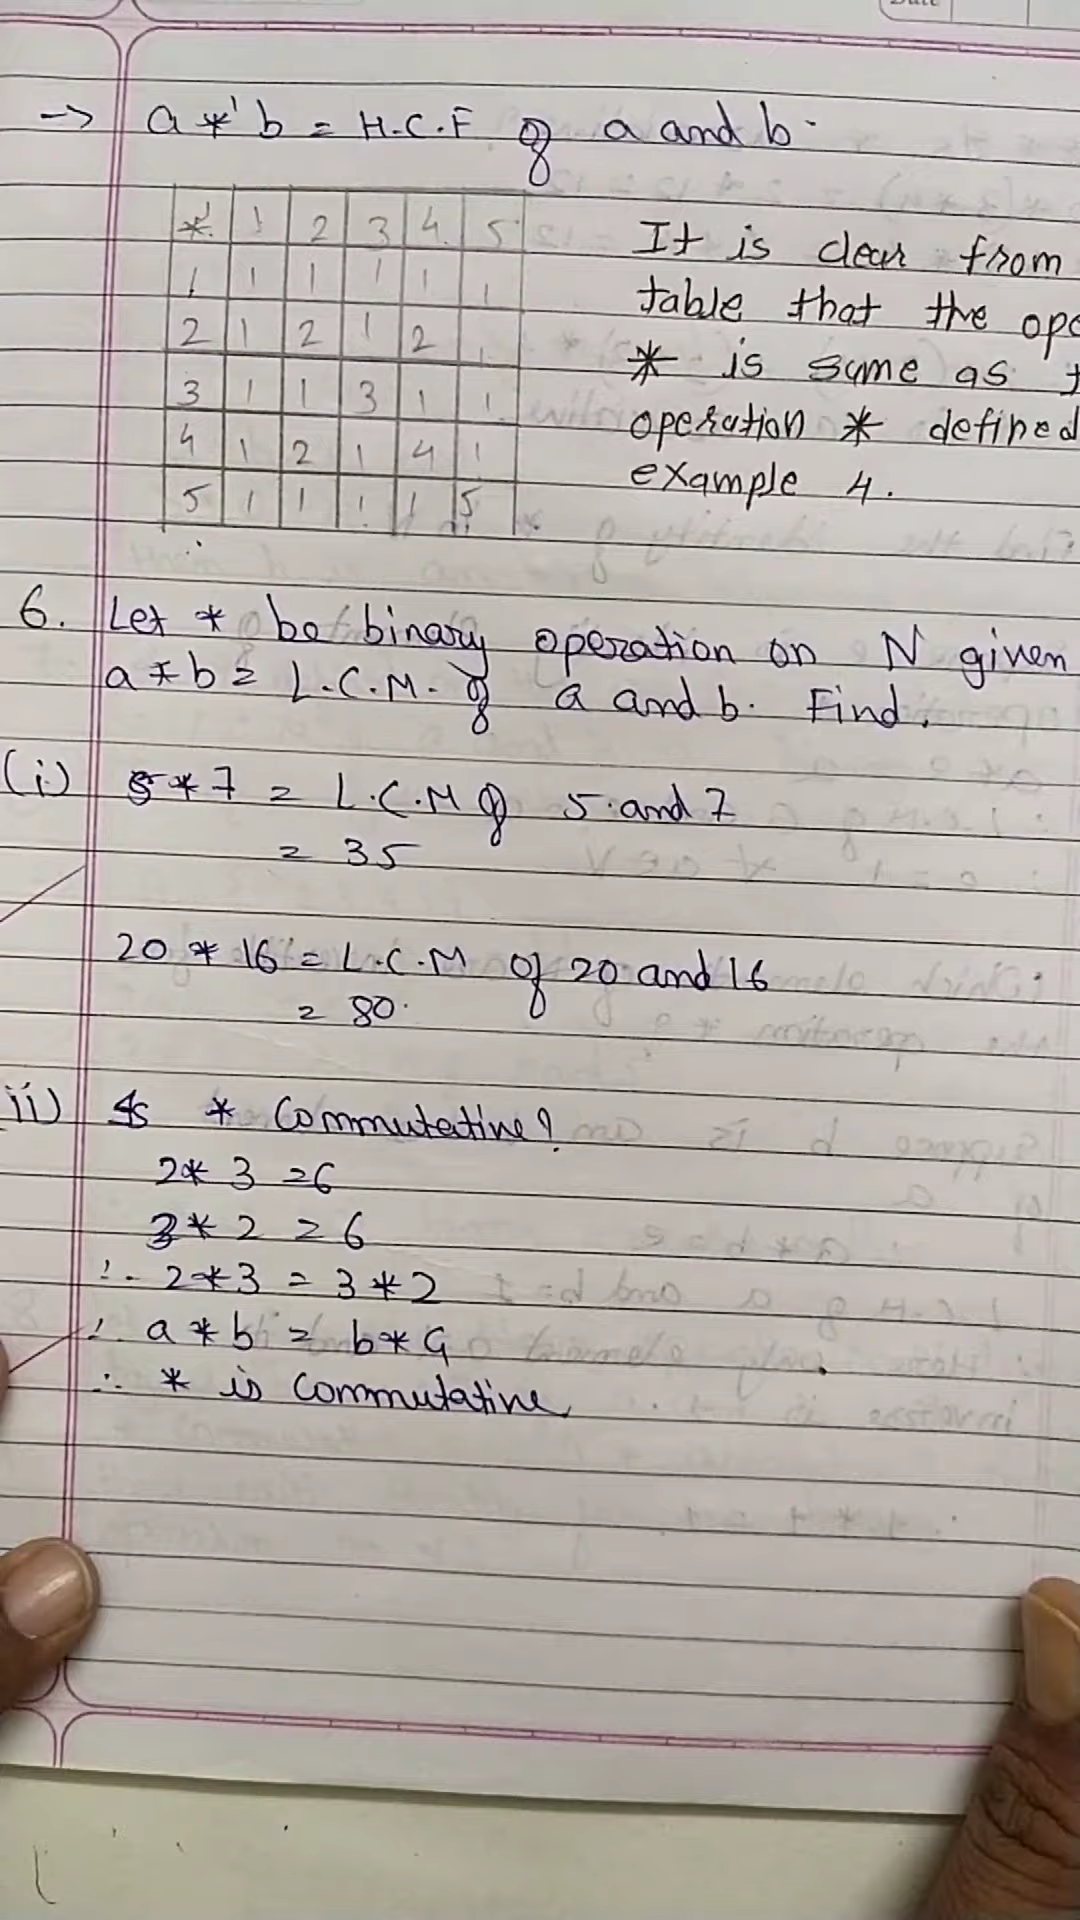 → a *' b = H.C.F of a and b.
*' 1 2 3 4 5
1 1 1 1 1 1
2 1 2 1 2 1
3 1 1 3 1 1
4 1 2 1 4 1
5 1 1 1 1 5
It is clear from
table that the ope
* is same as t
operation * defined
example 4.
6. Let * be binary operation on N given
a * b = L.C.M. of a and b. Find.
(i) 5 * 7 = L.C.M of 5 and 7
= 35
20 * 16 = L.C.M of 20 and 16
= 80.
ii) Is * Commutative?
2 * 3 = 6
3 * 2 = 6
∴ 2 * 3 = 3 * 2
∴ a * b = b * a
∴ * is commutative